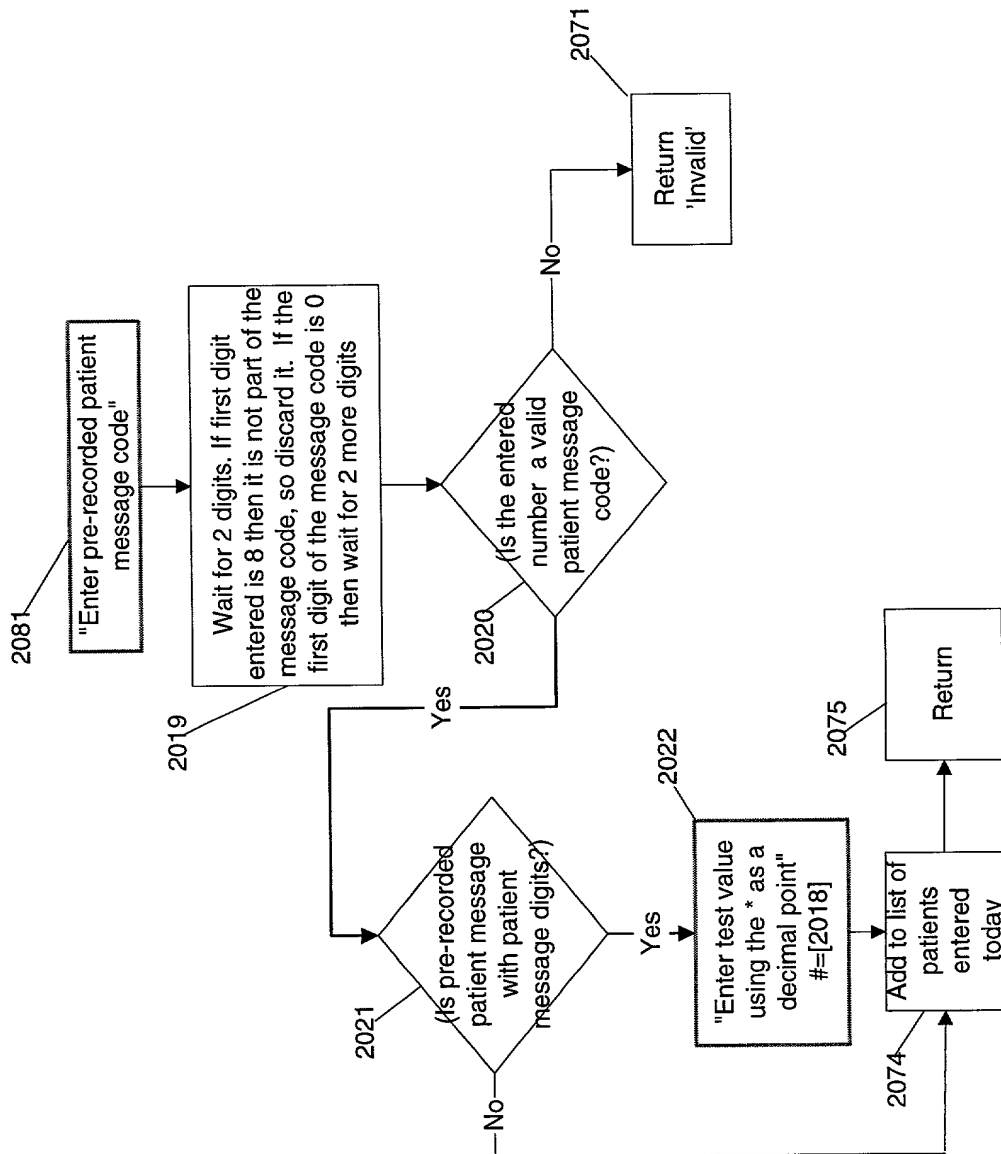 2081
"Enter pre-recorded patient
message code"
2019
Wait for 2 digits. If first digit
entered is 8 then it is not part of the
message code, so discard it. If the
first digit of the message code is 0
then wait for 2 more digits
2020
(Is the entered
number a valid
patient message
code?)
No
2071
Return
'Invalid'
Yes
2021
(Is pre-recorded
patient message
with patient
message digits?)
No
Yes
2022
"Enter test value
using the * as a
decimal point"
#=[2018]
2074
Add to list of
patients
entered
today
2075
Return